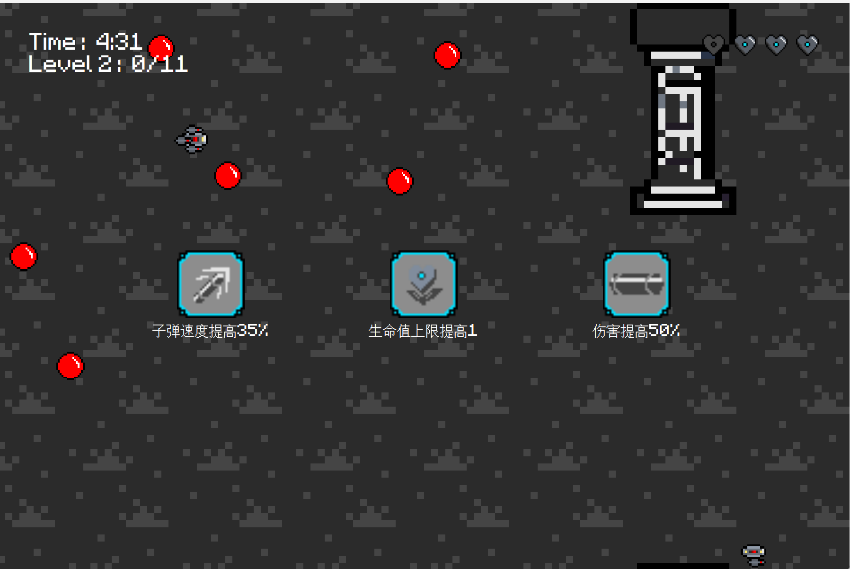 Time: 4:31
Level 2: 0/11
子弹速度提高35%
生命值上限提高1
伤害提高50%